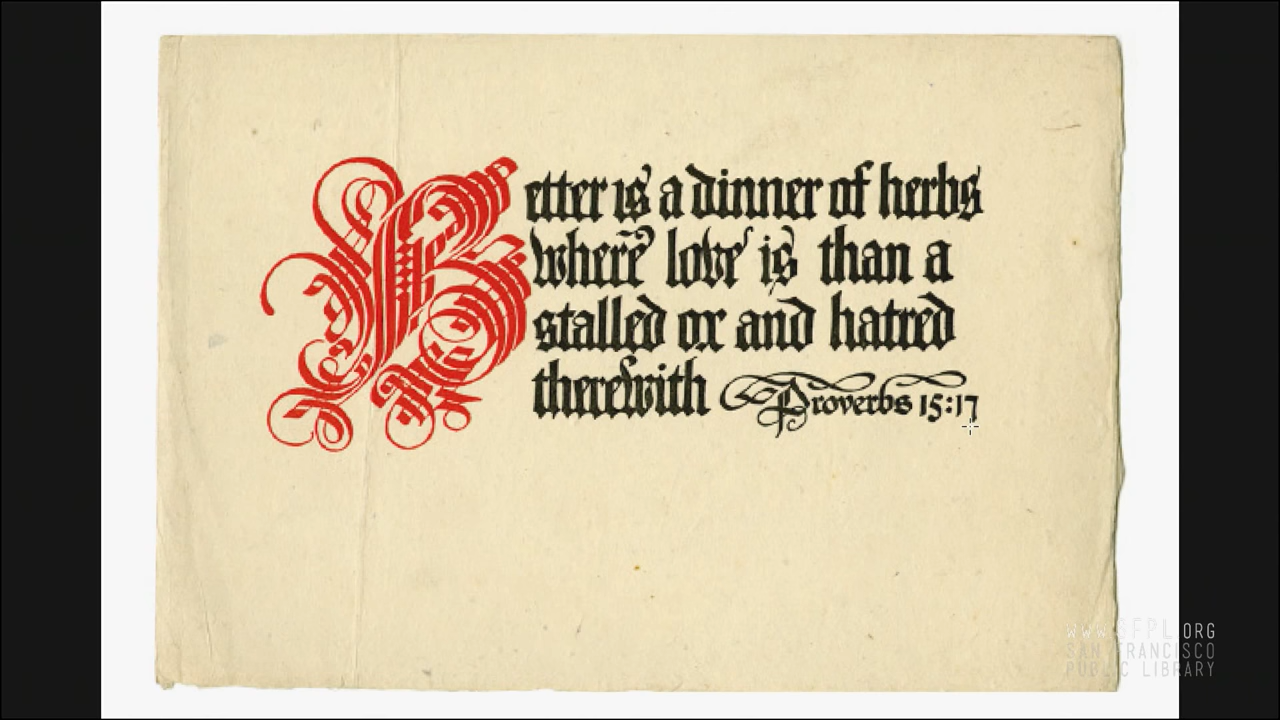 Better is a dinner of herbs
where love is than a
stalled ox and hatred
therewith Proverbs 15:17
WWW.SFPL.ORG
SAN FRANCISCO
PUBLIC LIBRARY